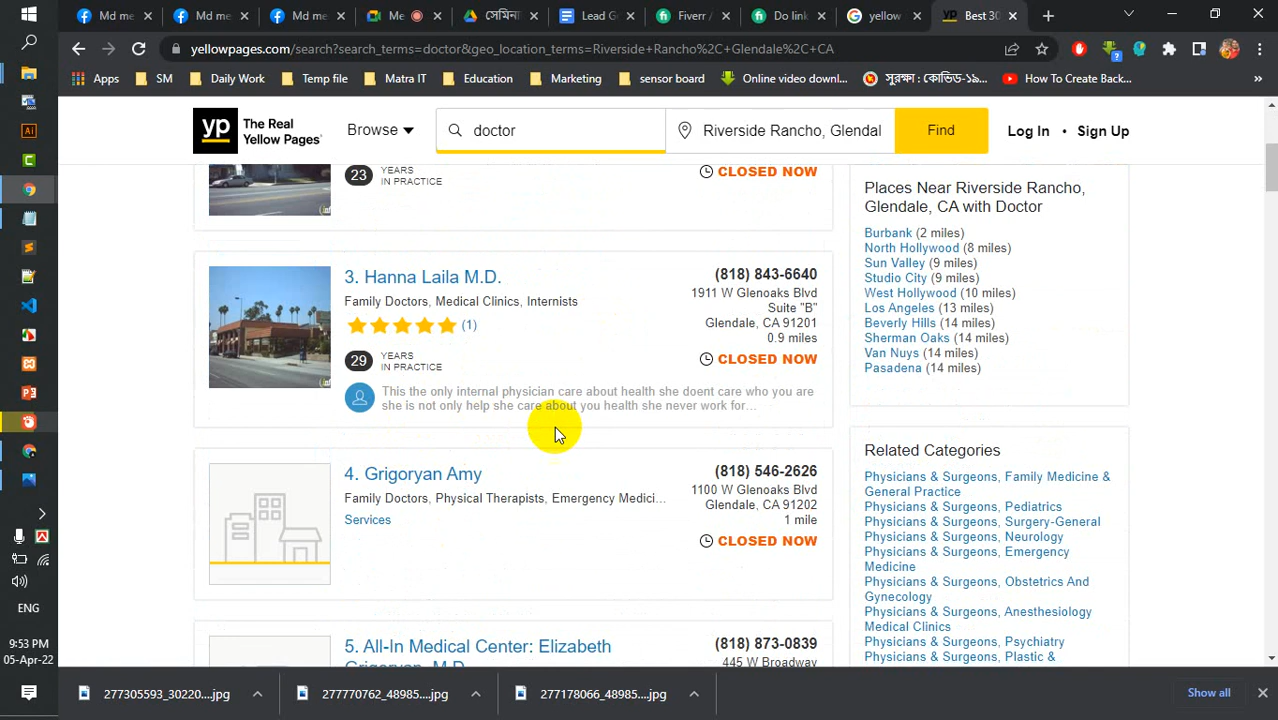 Md me
Md me
Md me
Me
সেমিনা
Lead G
Fiverr /
Do link
yellow
Best 30
yellowpages.com/search?search_terms=doctor&geo_location_terms=Riverside+Rancho%2C+Glendale%2C+CA
Apps
SM
Daily Work
Temp file
Matra IT
Education
Marketing
sensor board
Online video downl...
সুরক্ষা : কোভিড-১৯...
How To Create Back...
»
yp
The Real
Yellow Pages
Browse
doctor
Riverside Rancho, Glendal
Find
Log In • Sign Up
23 YEARS
IN PRACTICE
CLOSED NOW
3. Hanna Laila M.D.
Family Doctors, Medical Clinics, Internists
(1)
29 YEARS
IN PRACTICE
This the only internal physician care about health she doent care who you are
she is not only help she care about you health she never work for...
(818) 843-6640
1911 W Glenoaks Blvd
Suite "B"
Glendale, CA 91201
0.9 miles
CLOSED NOW
4. Grigoryan Amy
Family Doctors, Physical Therapists, Emergency Medici...
Services
(818) 546-2626
1100 W Glenoaks Blvd
Glendale, CA 91202
1 mile
CLOSED NOW
5. All-In Medical Center: Elizabeth
Grigoryan, M.D.
(818) 873-0839
445 W Broadway
Places Near Riverside Rancho,
Glendale, CA with Doctor
Burbank (2 miles)
North Hollywood (8 miles)
Sun Valley (9 miles)
Studio City (9 miles)
West Hollywood (10 miles)
Los Angeles (13 miles)
Beverly Hills (14 miles)
Sherman Oaks (14 miles)
Van Nuys (14 miles)
Pasadena (14 miles)
Related Categories
Physicians & Surgeons, Family Medicine &
General Practice
Physicians & Surgeons, Pediatrics
Physicians & Surgeons, Surgery-General
Physicians & Surgeons, Neurology
Physicians & Surgeons, Emergency
Medicine
Physicians & Surgeons, Obstetrics And
Gynecology
Physicians & Surgeons, Anesthesiology
Medical Clinics
Physicians & Surgeons, Psychiatry
Physicians & Surgeons, Plastic &
ENG
9:53 PM
05-Apr-22
277305593_30220....jpg
277770762_48985....jpg
277178066_48985....jpg
Show all